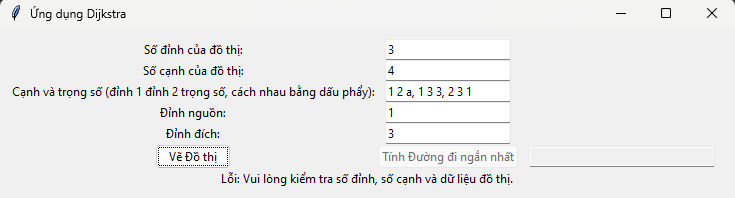 Ứng dụng Dijkstra
Số đỉnh của đồ thị: 3
Số cạnh của đồ thị: 4
Cạnh và trọng số (đỉnh 1 đỉnh 2 trọng số, cách nhau bằng dấu phẩy): 1 2 a, 1 3 3, 2 3 1
Đỉnh nguồn: 1
Đỉnh đích: 3
Vẽ Đồ thị Tính Đường đi ngắn nhất
Lỗi: Vui lòng kiểm tra số đỉnh, số cạnh và dữ liệu đồ thị.